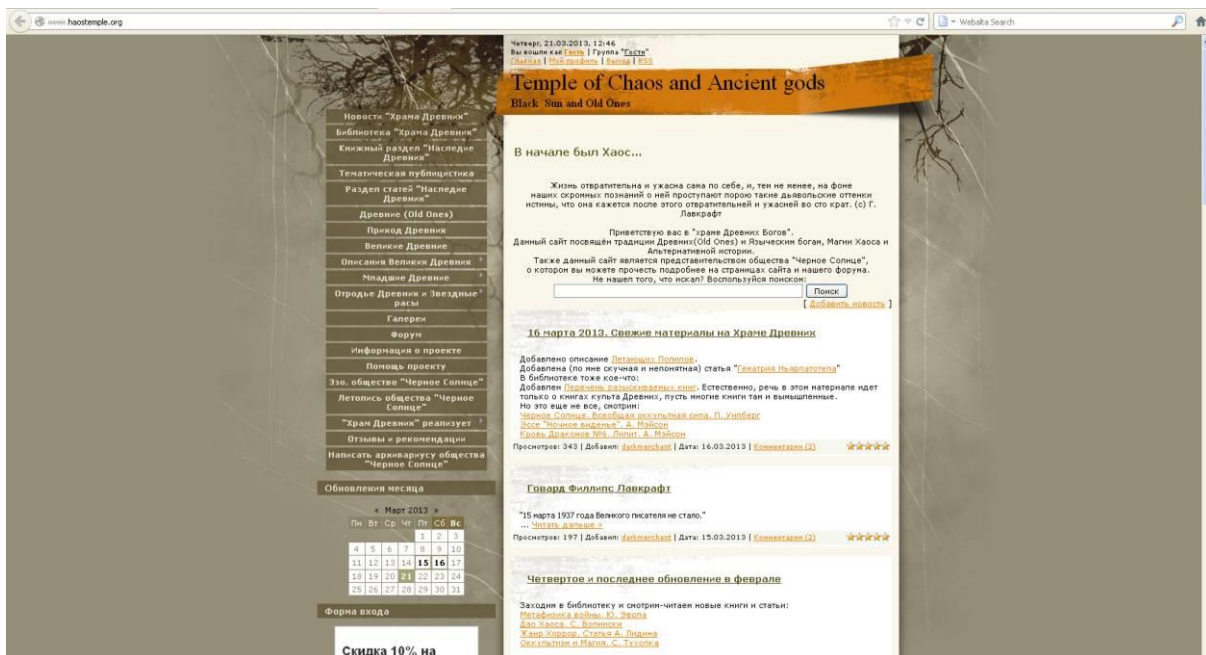 www.haostemple.org
Webalta Search
Четверг, 21.03.2013, 12:46
Вы вошли как Гость | Группа "Гости"
Главная | Мой профиль | Выход | RSS
Temple of Chaos and Ancient gods
Black Sun and Old Ones
Новости "Храма Древних"
Библиотека "Храма Древних"
Книжный раздел "Наследие
Древних"
Тематическая публицистика
Раздел статей "Наследие
Древних"
Древние (Old Ones)
Приход Древних
Великие Древние
Описания Великих Древних
Младшие Древние
Отродье Древних и Звездные
расы
Галереи
Форум
Информация о проекте
Помощь проекту
Эзо. общество "Черное Солнце"
Летопись общества "Черное
Солнце"
"Храм Древних" реализует
Отзывы и рекомендации
Написать архивариусу общества
"Черное Солнце"
Обновления месяца
« Март 2013 »
Пн Вт Ср Чт Пт Сб Вс
1 2 3
4 5 6 7 8 9 10
11 12 13 14 15 16 17
18 19 20 21 22 23 24
25 26 27 28 29 30 31
Форма входа
Скидка 10% на
В начале был Хаос...
Жизнь отвратительна и ужасна сама по себе, и, тем не менее, на фоне
наших скромных познаний о ней проступают порою такие дьявольские оттенки
истины, что она кажется после этого отвратительней и ужасней во сто крат. (с) Г.
Лавкрафт
Приветствую вас в "храме Древних Богов".
Данный сайт посвящён традиции Древних(Old Ones) и Языческим богам, Магии Хаоса и
Альтернативной истории.
Также данный сайт является представительством общества "Черное Солнце",
о котором вы можете прочесть подробнее на страницах сайта и нашего форума.
Не нашел того, что искал? Воспользуйся поиском:
Поиск
[ Добавить новость ]
16 марта 2013. Свежие материалы на Храме Древних
Добавлено описание Летающих Полипов.
Добавлена (по мне скучная и непонятная) статья "Гематрия Ньярлатотепа"
В библиотеке тоже кое-что:
Добавлен Перечень разыскиваемых книг. Естественно, речь в этом материале идет
только о книгах культа Древних, пусть многие книги там и вымышленные.
Но это еще не все, смотрим:
Черное Солнце. Всеобщая оккультная сила. П. Уипберг
Эссе "Ночное виденье". А. Мэйсон
Кровь Драконов №6. Лилит. А. Мэйсон
Просмотров: 343 | Добавил: darkmerchant | Дата: 16.03.2013 | Комментарии (2)
Говард Филлипс Лавкрафт
"15 марта 1937 года Великого писателя не стало."
... Читать дальше »
Просмотров: 197 | Добавил: darkmerchant | Дата: 15.03.2013 | Комментарии (2)
Четвертое и последнее обновление в феврале
Заходим в библиотеку и смотрим-читаем новые книги и статьи:
Метафизика войны. Ю. Эвола
Дао Хаоса. С. Волински
Жанр Хоррор. Статья А. Лидина
Оккультизм и Магия. С. Тухолка